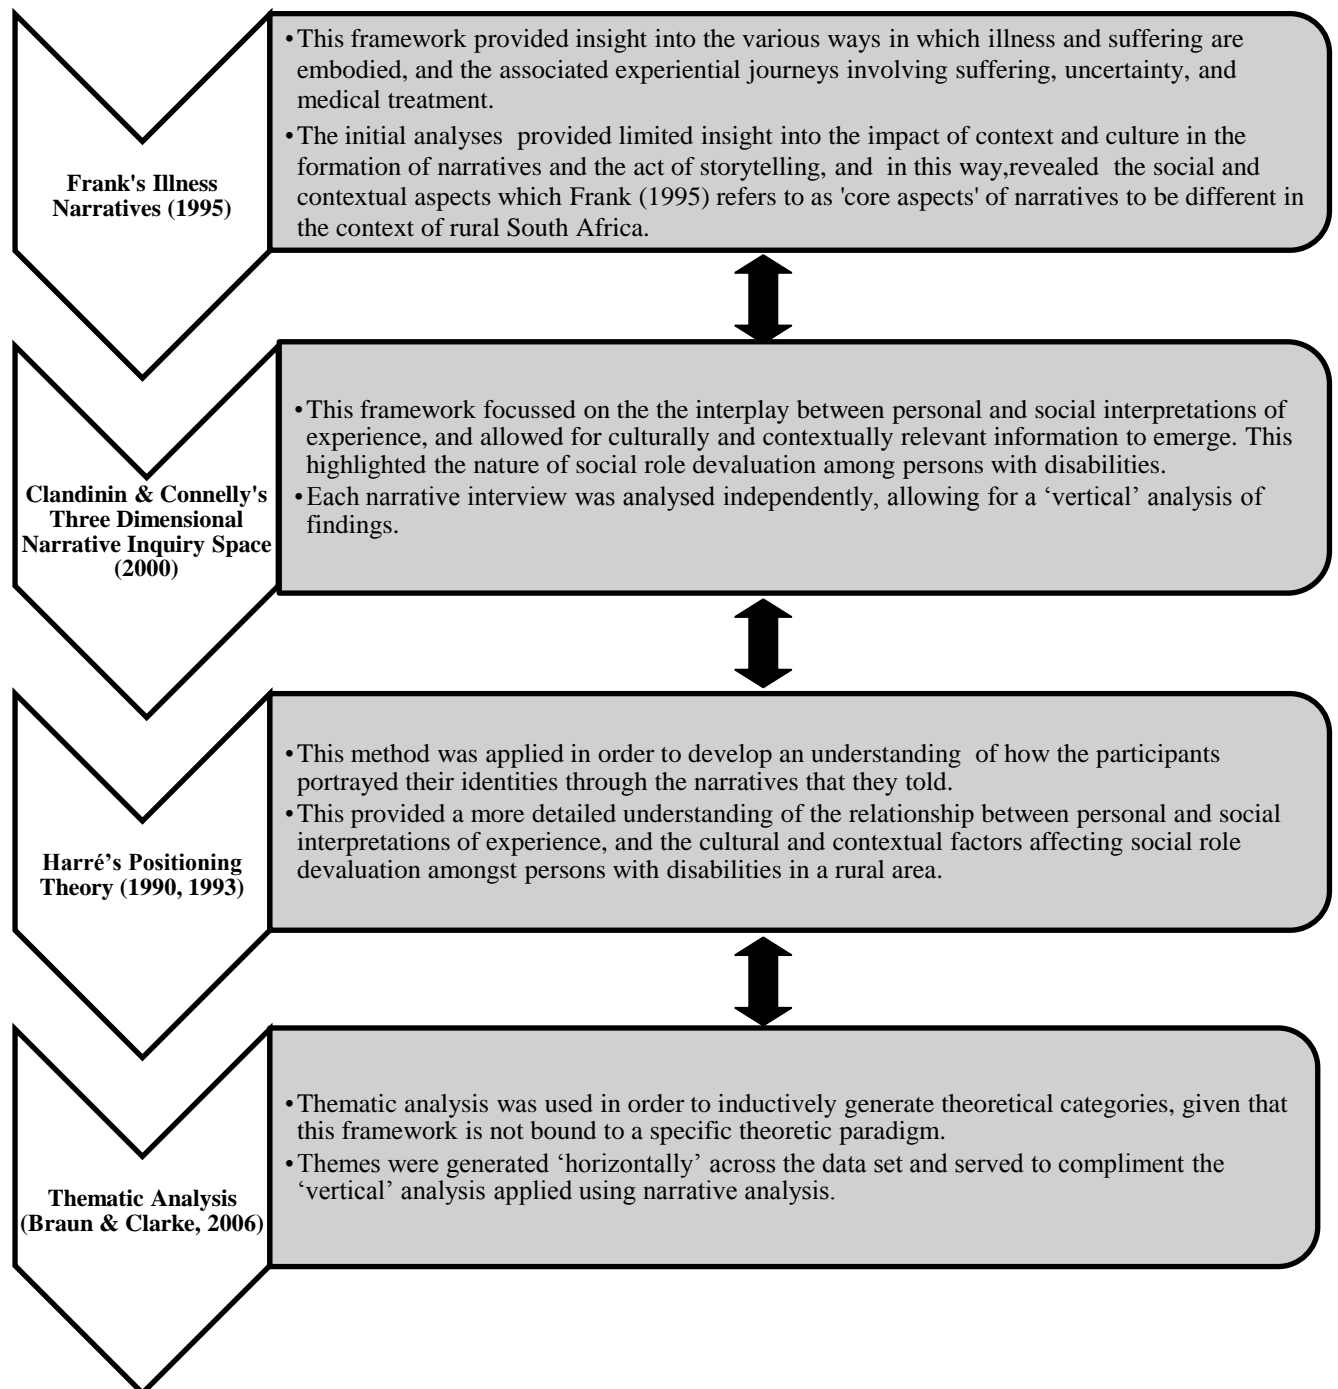 Frank's Illness
Narratives (1995)
•This framework provided insight into the various ways in which illness and suffering are
embodied, and the associated experiential journeys involving suffering, uncertainty, and
medical treatment.
•The initial analyses provided limited insight into the impact of context and culture in the
formation of narratives and the act of storytelling, and in this way,revealed the social and
contextual aspects which Frank (1995) refers to as 'core aspects' of narratives to be different in
the context of rural South Africa.
Clandinin & Connelly's
Three Dimensional
Narrative Inquiry Space
(2000)
•This framework focussed on the the interplay between personal and social interpretations of
experience, and allowed for culturally and contextually relevant information to emerge. This
highlighted the nature of social role devaluation among persons with disabilities.
•Each narrative interview was analysed independently, allowing for a ‘vertical’ analysis of
findings.
Harré’s Positioning
Theory (1990, 1993)
•This method was applied in order to develop an understanding of how the participants
portrayed their identities through the narratives that they told.
•This provided a more detailed understanding of the relationship between personal and social
interpretations of experience, and the cultural and contextual factors affecting social role
devaluation amongst persons with disabilities in a rural area.
Thematic Analysis
(Braun & Clarke, 2006)
•Thematic analysis was used in order to inductively generate theoretical categories, given that
this framework is not bound to a specific theoretic paradigm.
•Themes were generated ‘horizontally’ across the data set and served to compliment the
‘vertical’ analysis applied using narrative analysis.